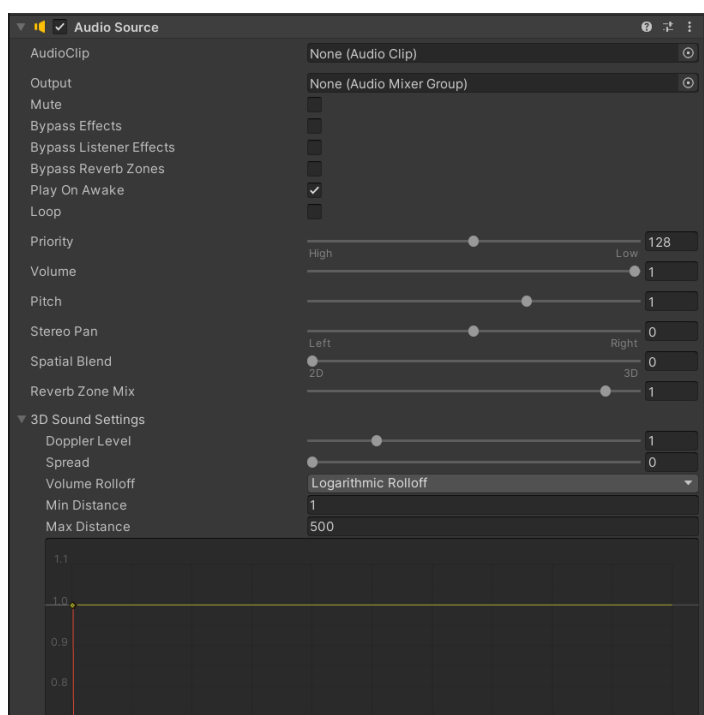 Audio Source
AudioClip None (Audio Clip)
Output None (Audio Mixer Group)
Mute
Bypass Effects
Bypass Listener Effects
Bypass Reverb Zones
Play On Awake
Loop
Priority 128
High Low
Volume 1
Pitch 1
Stereo Pan 0
Left Right
Spatial Blend 0
2D 3D
Reverb Zone Mix 1
3D Sound Settings
Doppler Level 1
Spread 0
Volume Rolloff Logarithmic Rolloff
Min Distance 1
Max Distance 500
1.1
1.0
0.9
0.8